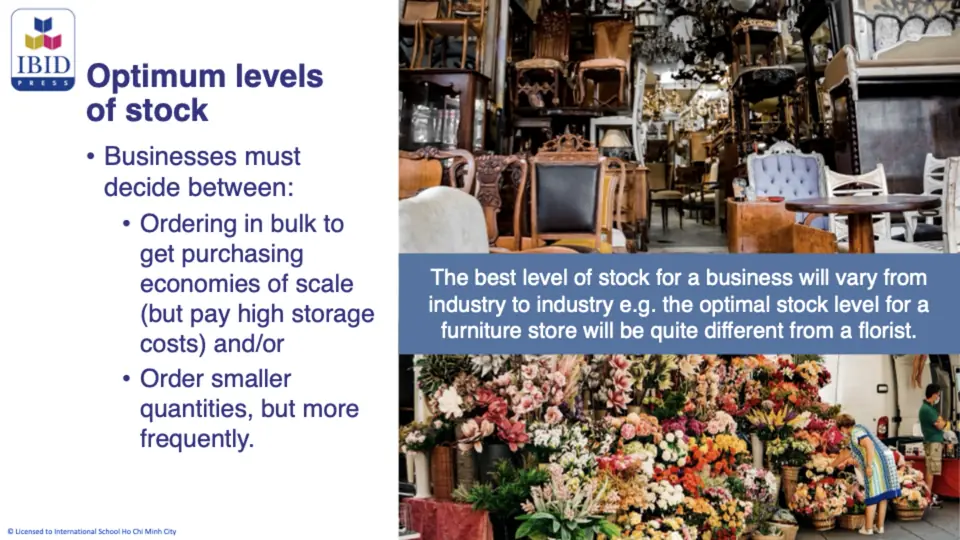 IBID
PRESS
Optimum levels
of stock
• Businesses must
decide between:
• Ordering in bulk to
get purchasing
economies of scale
(but pay high storage
costs) and/or
• Order smaller
quantities, but more
frequently.
The best level of stock for a business will vary from
industry to industry e.g. the optimal stock level for a
furniture store will be quite different from a florist.
© Licensed to International School Ho Chi Minh City